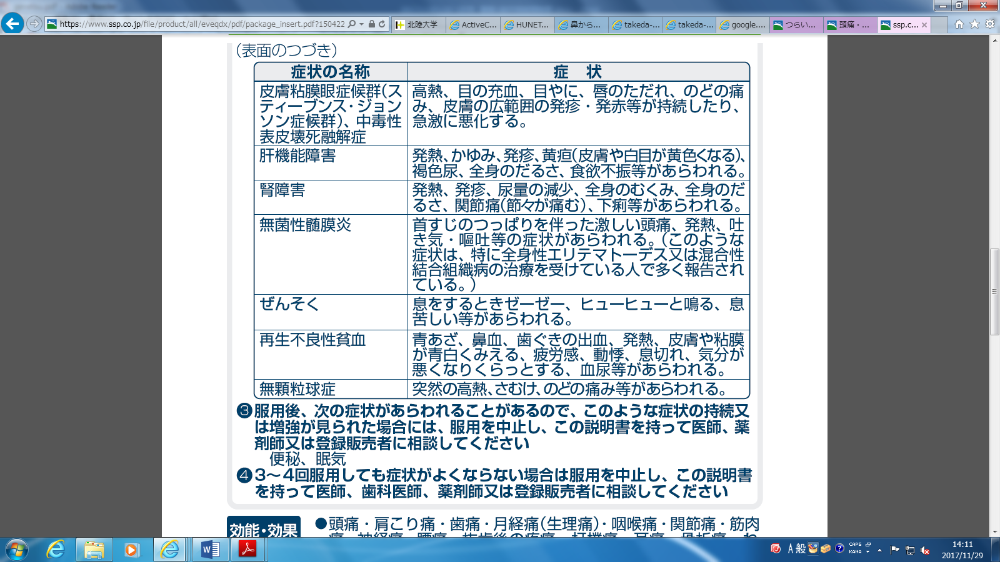 https://www.ssp.co.jp/file/product/all/eveqdx/pdf/package_insert.pdf?150422
北陸大学
ActiveC...
HUNET...
鼻から...
takeda-...
takeda-...
google....
つらい...
頭痛・...
ssp.c...
（表面のつづき）
症状の名称 症　状
皮膚粘膜眼症候群（ス
ティーブンス・ジョン
ソン症候群）、中毒性
表皮壊死融解症
高熱、目の充血、目やに、唇のただれ、のどの痛
み、皮膚の広範囲の発疹・発赤等が持続したり、
急激に悪化する。
肝機能障害
発熱、かゆみ、発疹、黄疸（皮膚や白目が黄色くなる）、
褐色尿、全身のだるさ、食欲不振等があらわれる。
腎障害
発熱、発疹、尿量の減少、全身のむくみ、全身のだ
るさ、関節痛（節々が痛む）、下痢等があらわれる。
無菌性髄膜炎
首すじのつっぱりを伴った激しい頭痛、発熱、吐
き気・嘔吐等の症状があらわれる。（このような
症状は、特に全身性エリテマトーデス又は混合性
結合組織病の治療を受けている人で多く報告され
ている。）
ぜんそく
息をするときゼーゼー、ヒューヒューと鳴る、息
苦しい等があらわれる。
再生不良性貧血
青あざ、鼻血、歯ぐきの出血、発熱、皮膚や粘膜
が青白くみえる、疲労感、動悸、息切れ、気分が
悪くなりくらっとする、血尿等があらわれる。
無顆粒球症
突然の高熱、さむけ、のどの痛み等があらわれる。
❸服用後、次の症状があらわれることがあるので、このような症状の持続又
は増強が見られた場合には、服用を中止し、この説明書を持って医師、薬
剤師又は登録販売者に相談してください
便秘、眠気
❹3～4回服用しても症状がよくならない場合は服用を中止し、この説明書
を持って医師、歯科医師、薬剤師又は登録販売者に相談してください
効能・効果
●頭痛・肩こり痛・歯痛・月経痛（生理痛）・咽喉痛・関節痛・筋肉
A 般
CAPS
KANA
14:11
2017/11/29